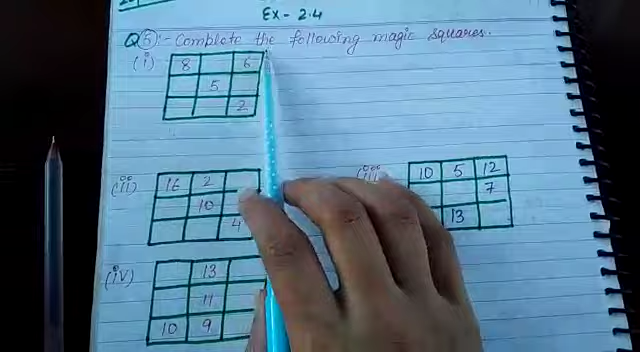 Ex - 2.4
Q5:- Complete the following magic squares.
(i)
8 6
5
2
(ii)
16 2
10
4
(iii)
10 5 12
7
13
(iv)
13
11
10 9